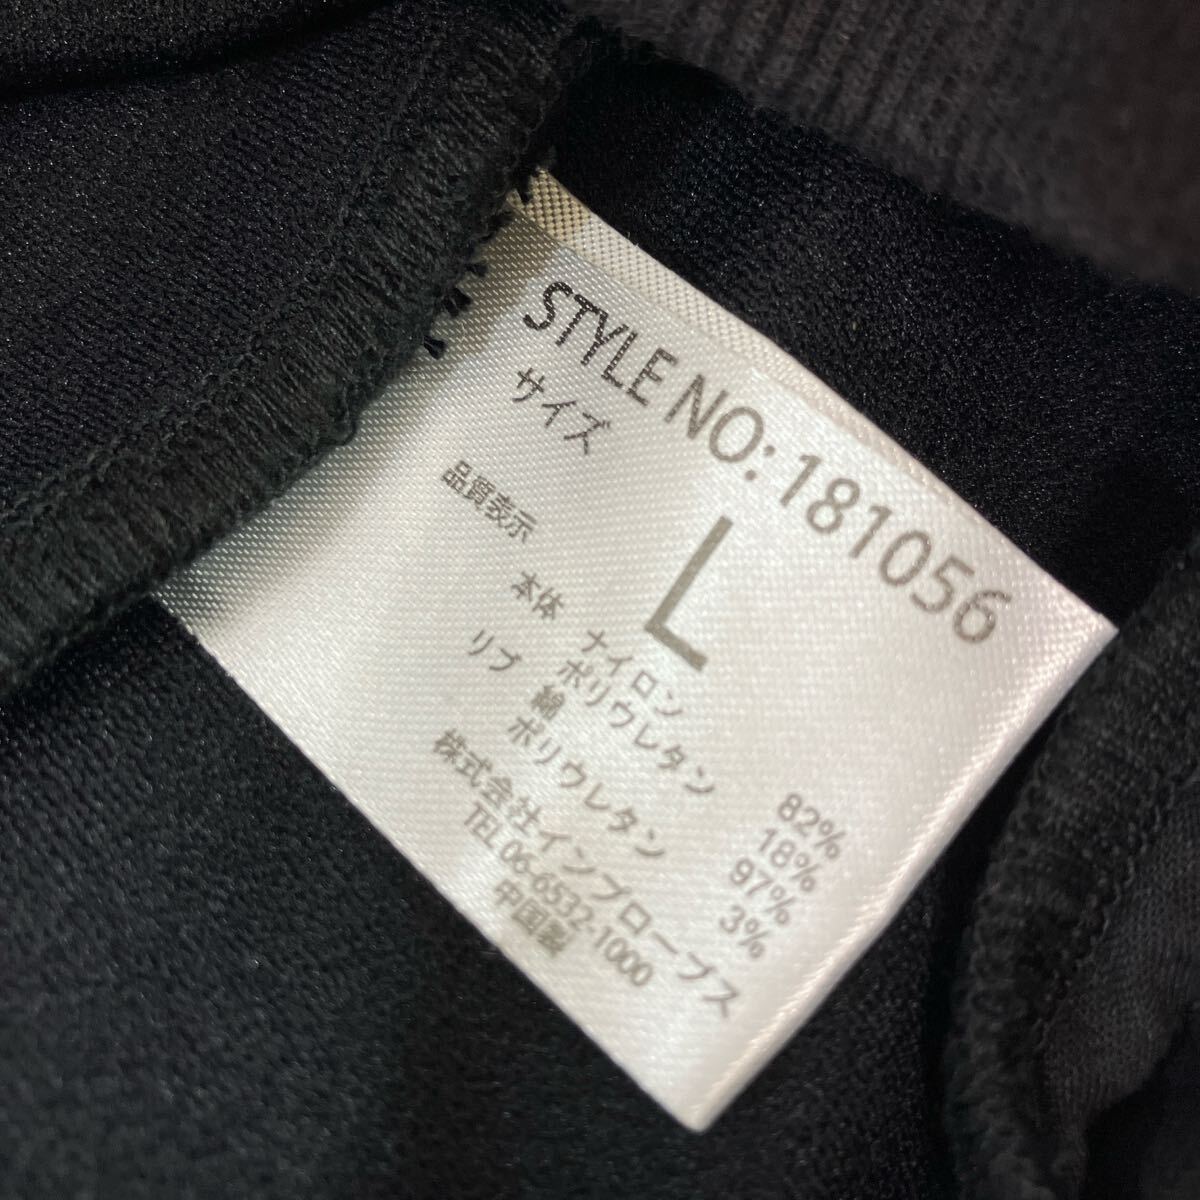 STYLE NO: 181056
サイズ
L
品質表示
本体 ナイロン 82%
ポリウレタン 18%
リブ 綿 97%
ポリウレタン 3%
株式会社インプローブス
TEL 06-6532-1000
中国製